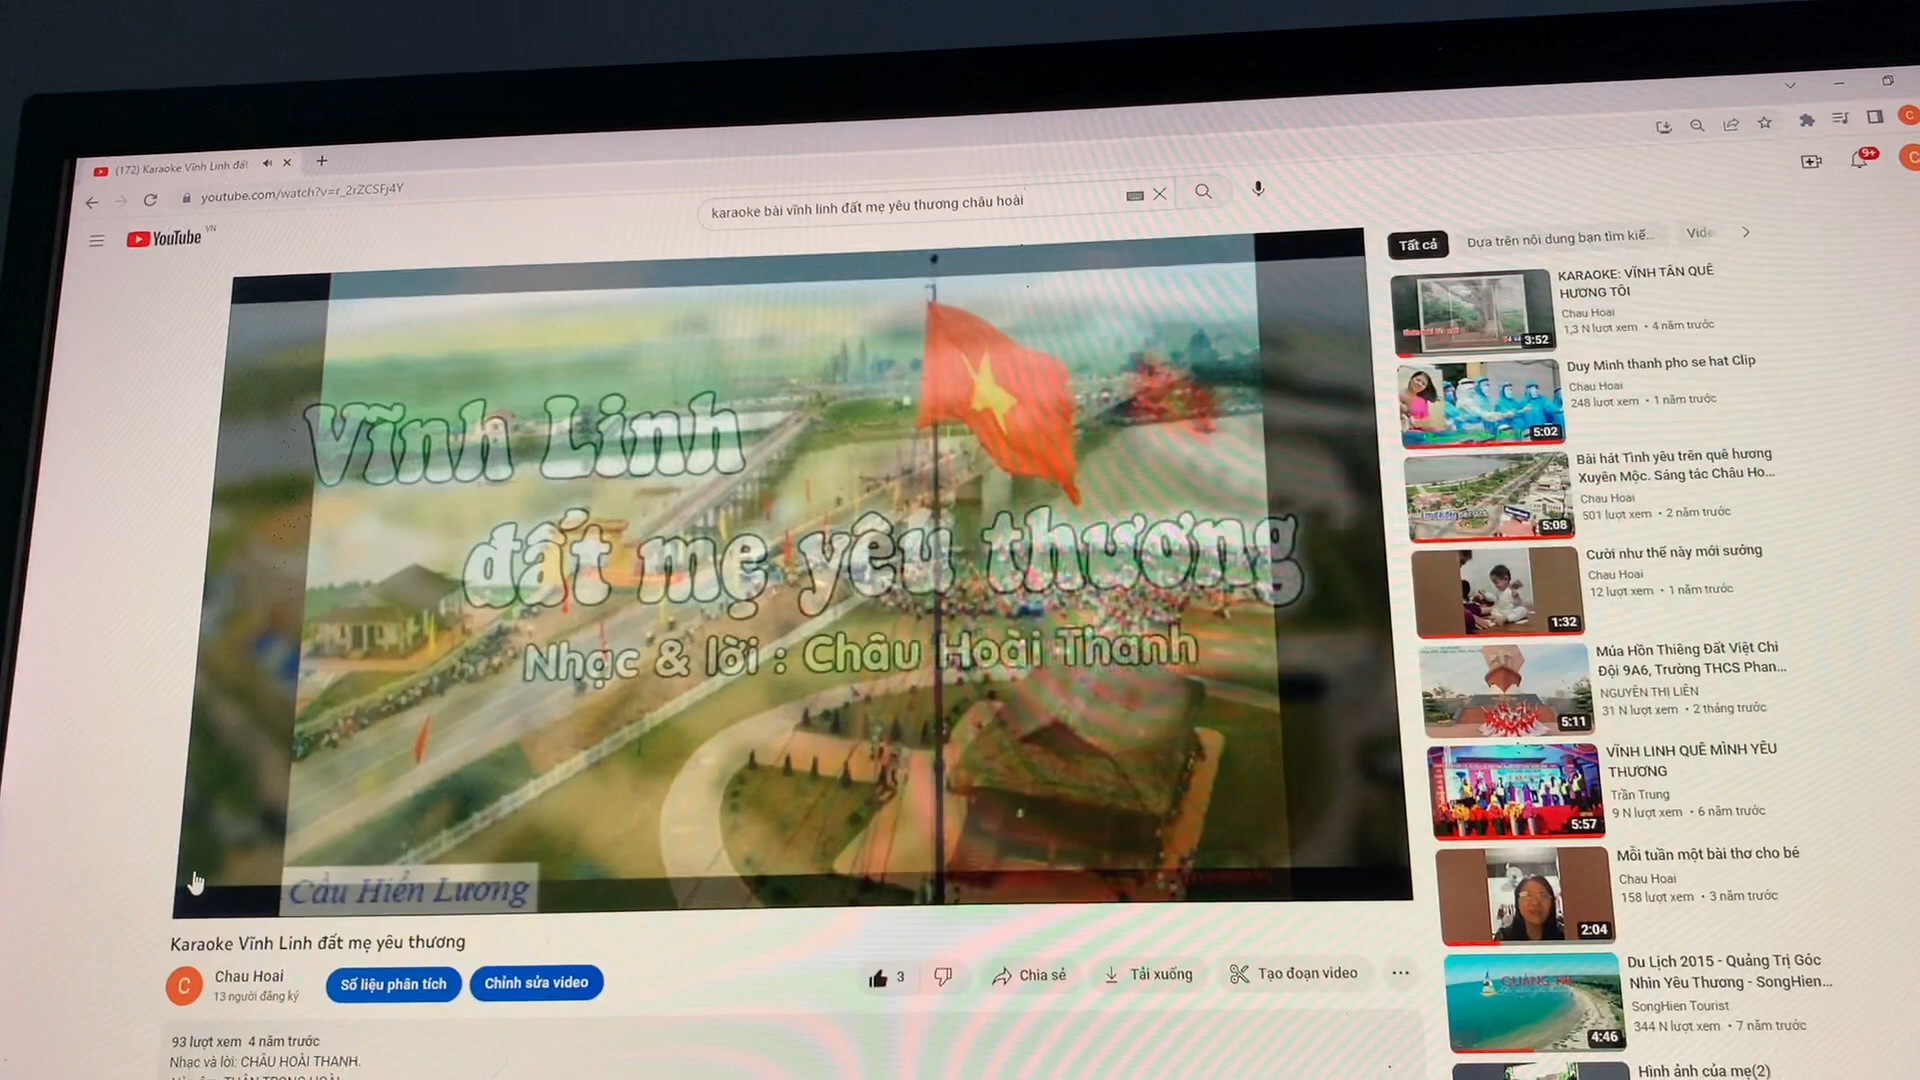 (172) Karaoke Vĩnh Linh đất
youtube.com/watch?v=r_2rZCSFj4Y
YouTube VN
karaoke bài vĩnh linh đất mẹ yêu thương châu hoài
9+
C
C
Vĩnh Linh
đất mẹ yêu thương
Nhạc & lời : Châu Hoài Thanh
Cầu Hiền Lương
Karaoke Vĩnh Linh đất mẹ yêu thương
C
Chau Hoai
13 người đăng ký
Số liệu phân tích
Chỉnh sửa video
3
Chia sẻ
Tải xuống
Tạo đoạn video
93 lượt xem 4 năm trước
Nhạc và lời: CHÂU HOÀI THANH.
Tất cả
Dựa trên nội dung bạn tìm kiế...
Vide
KARAOKE: VĨNH TÂN QUÊ
HƯƠNG TÔI
Chau Hoai
1,3 N lượt xem • 4 năm trước
3:52
Duy Minh thanh pho se hat Clip
Chau Hoai
248 lượt xem • 1 năm trước
5:02
Bài hát Tình yêu trên quê hương
Xuyên Mộc. Sáng tác Châu Ho...
Chau Hoai
501 lượt xem • 2 năm trước
5:08
Cười như thế này mới sướng
Chau Hoai
12 lượt xem • 1 năm trước
1:32
Múa Hồn Thiêng Đất Việt Chi
Đội 9A6, Trường THCS Phan...
NGUYÊN THỊ LIÊN
31 N lượt xem • 2 tháng trước
5:11
VĨNH LINH QUÊ MÌNH YÊU
THƯƠNG
Trần Trung
9 N lượt xem • 6 năm trước
5:57
Mỗi tuần một bài thơ cho bé
Chau Hoai
158 lượt xem • 3 năm trước
2:04
Du Lịch 2015 - Quảng Trị Góc
Nhìn Yêu Thương - SongHien...
SongHien Tourist
344 N lượt xem • 7 năm trước
4:46
Hình ảnh của mẹ(2)